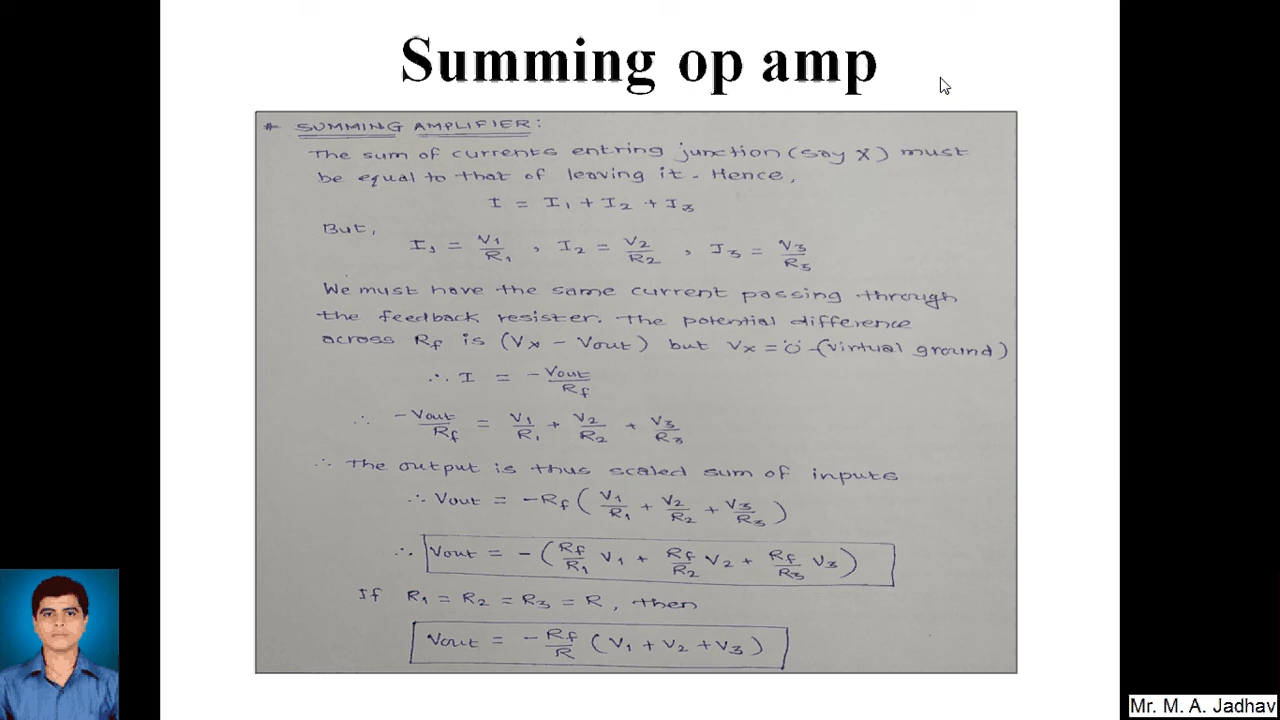 Summing op amp
* SUMMING AMPLIFIER:
The sum of currents entring junction (say X) must
be equal to that of leaving it. Hence,
I = I₁ + I₂ + I₃
But,
I₁ = V₁/R₁ , I₂ = V₂/R₂ , I₃ = V₃/R₃
We must have the same current passing through
the feedback resister. The potential difference
across Rf is (Vx - Vout) but Vx = 0 (virtual ground)
∴ I = - Vout/Rf
∴ -Vout/Rf = V₁/R₁ + V₂/R₂ + V₃/R₃
∴ The output is thus scaled sum of inputs
∴ Vout = -Rf ( V₁/R₁ + V₂/R₂ + V₃/R₃ )
∴ Vout = - ( Rf/R₁ V₁ + Rf/R₂ V₂ + Rf/R₃ V₃ )
If R₁ = R₂ = R₃ = R, then
Vout = - Rf/R ( V₁ + V₂ + V₃ )
Mr. M. A. Jadhav